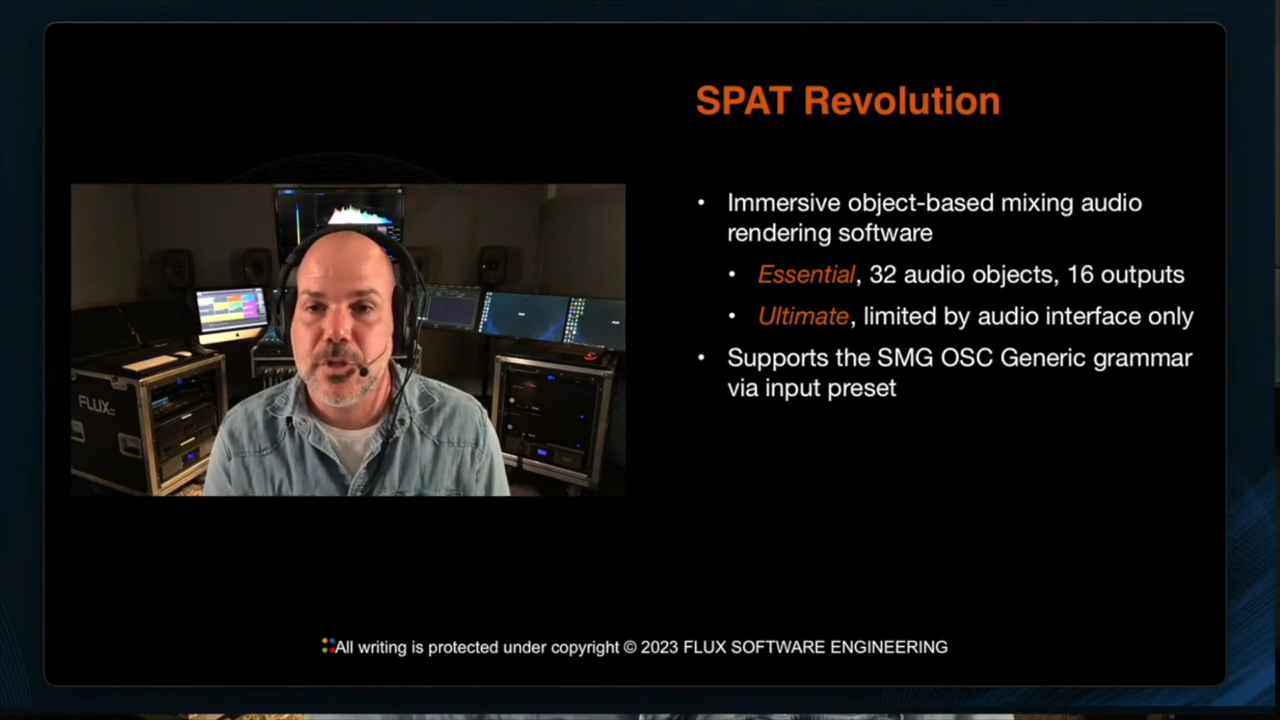 SPAT Revolution
• Immersive object-based mixing audio
rendering software
• Essential, 32 audio objects, 16 outputs
• Ultimate, limited by audio interface only
• Supports the SMG OSC Generic grammar
via input preset
FLUX::
All writing is protected under copyright © 2023 FLUX SOFTWARE ENGINEERING